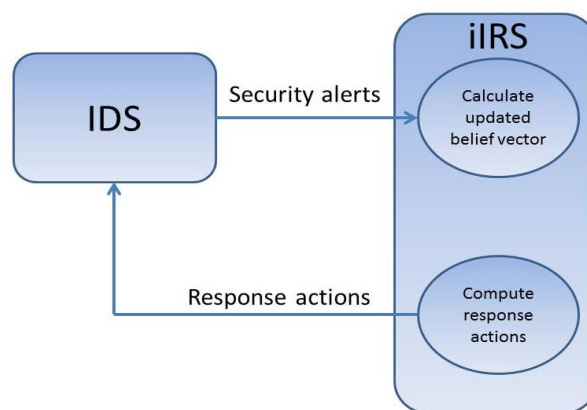 iIRS
IDS
Security alerts
Calculate
updated
belief vector
Response actions
Compute
response
actions